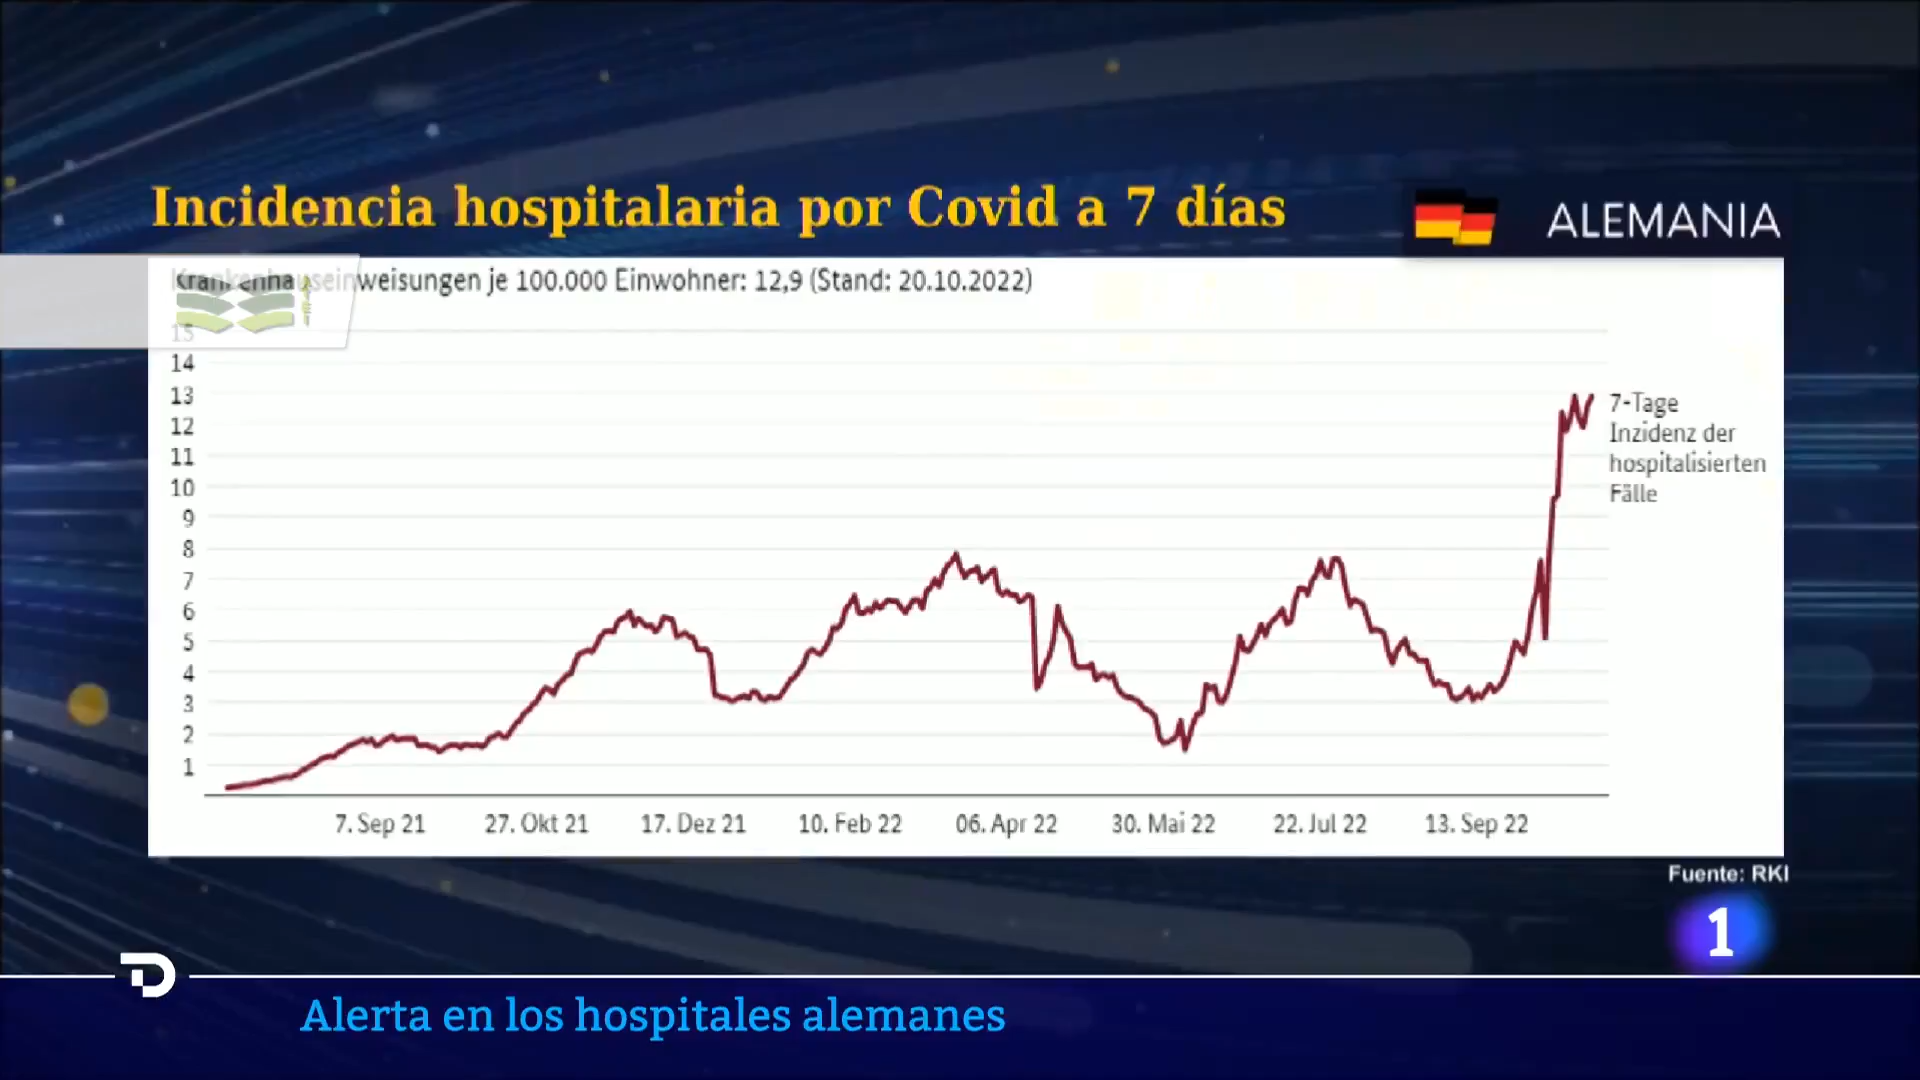 Incidencia hospitalaria por Covid a 7 días
ALEMANIA
Krankenhauseinweisungen je 100.000 Einwohner: 12,9 (Stand: 20.10.2022)
15
14
13
12
11
10
9
8
7
6
5
4
3
2
1
7-Tage
Inzidenz der
hospitalisierten
Fälle
7. Sep 21
27. Okt 21
17. Dez 21
10. Feb 22
06. Apr 22
30. Mai 22
22. Jul 22
13. Sep 22
Fuente: RKI
1
Alerta en los hospitales alemanes